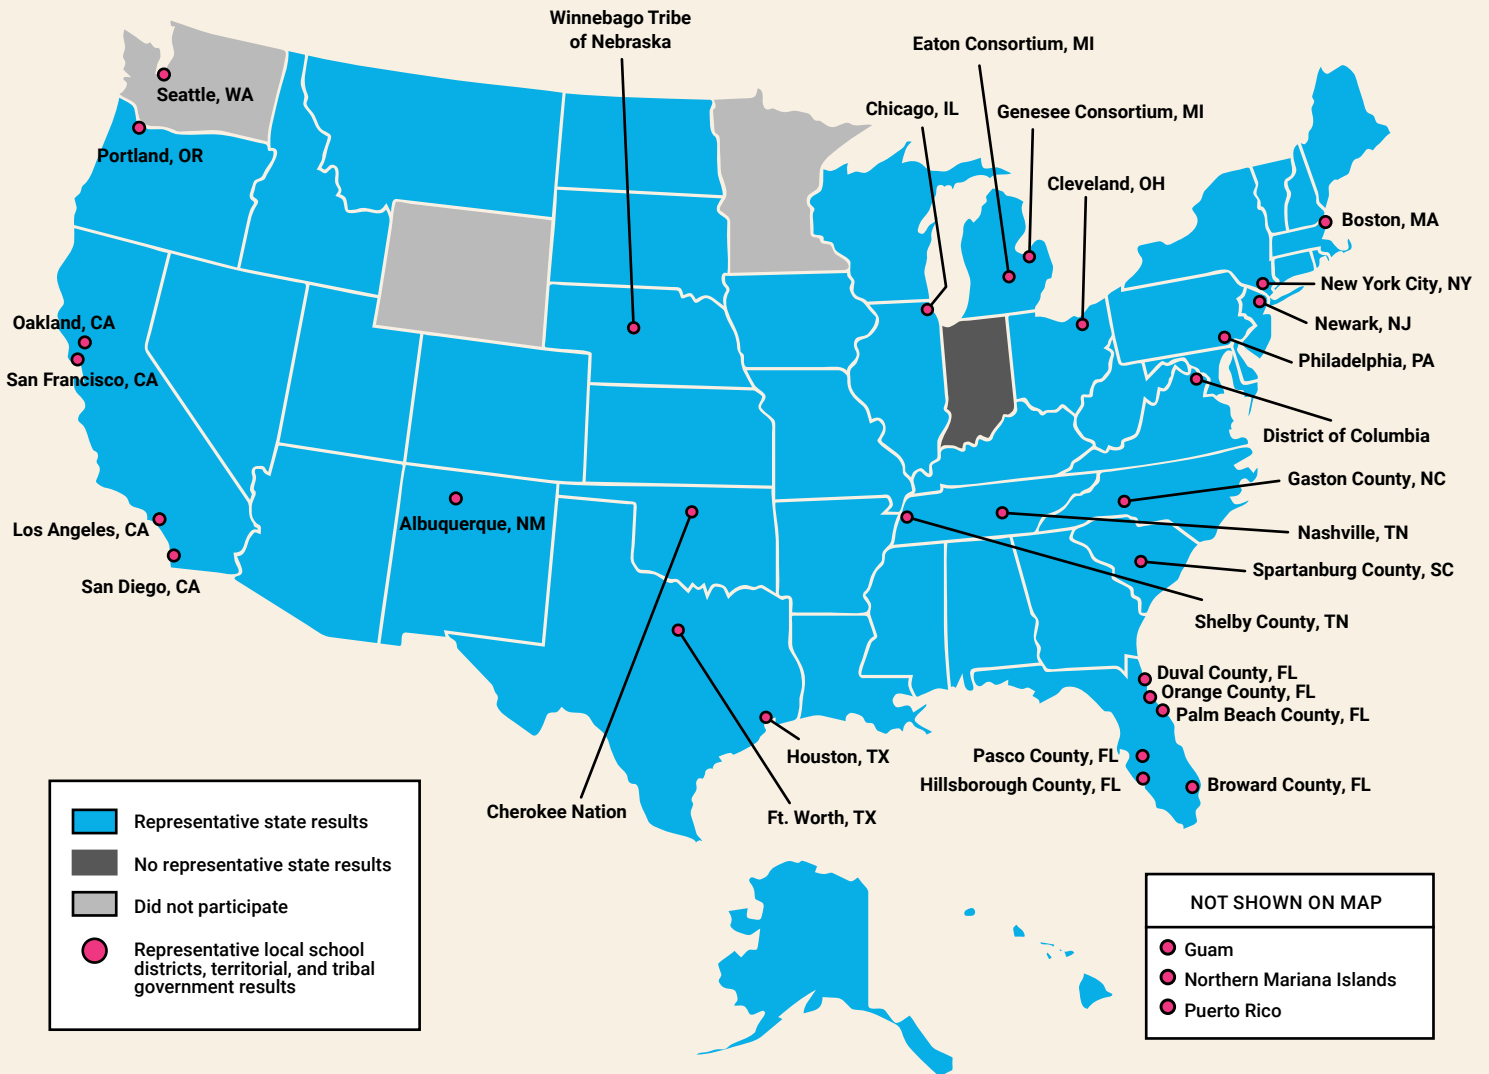 Winnebago Tribe
of Nebraska
Eaton Consortium, MI
Chicago, IL
Genesee Consortium, MI
Seattle, WA
Portland, OR
Cleveland, OH
Boston, MA
New York City, NY
Newark, NJ
Philadelphia, PA
Oakland, CA
San Francisco, CA
District of Columbia
Gaston County, NC
Los Angeles, CA
Albuquerque, NM
Nashville, TN
Spartanburg County, SC
San Diego, CA
Shelby County, TN
Duval County, FL
Orange County, FL
Palm Beach County, FL
Houston, TX
Pasco County, FL
Hillsborough County, FL
Broward County, FL
Cherokee Nation
Ft. Worth, TX
Representative state results
No representative state results
Did not participate
Representative local school
districts, territorial, and tribal
government results
NOT SHOWN ON MAP
Guam
Northern Mariana Islands
Puerto Rico